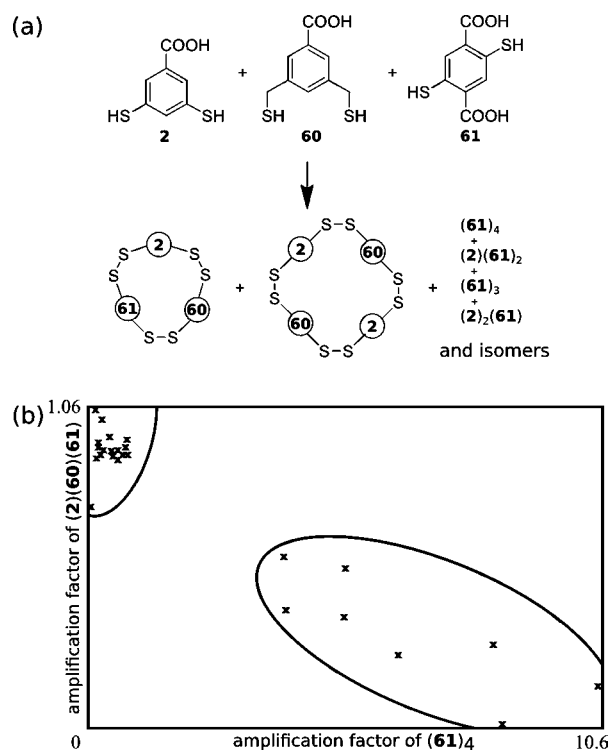 (a)
COOH
COOH
COOH
SH
+
+
HS
SH
SH
SH
HS
COOH
2
60
61
S–S
2
60
S
S
S
S
61
60
S–S
+
2
60
S
S
S
S
60
2
S–S
+
(61)4
+
(2)(61)2
+
(61)3
+
(2)2(61)
and isomers
(b)
1.06
amplification factor of (2)(60)(61)
0
amplification factor of (61)4
10.6